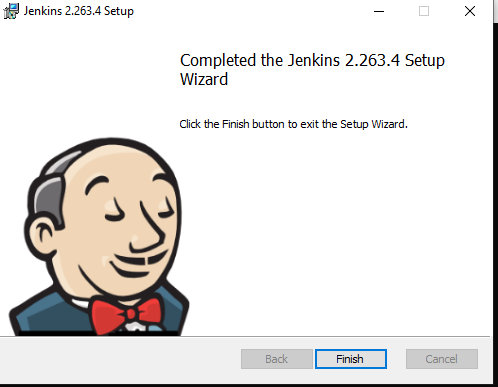 Jenkins 2.263.4 Setup
Completed the Jenkins 2.263.4 Setup
Wizard
Click the Finish button to exit the Setup Wizard.
Back
Finish
Cancel